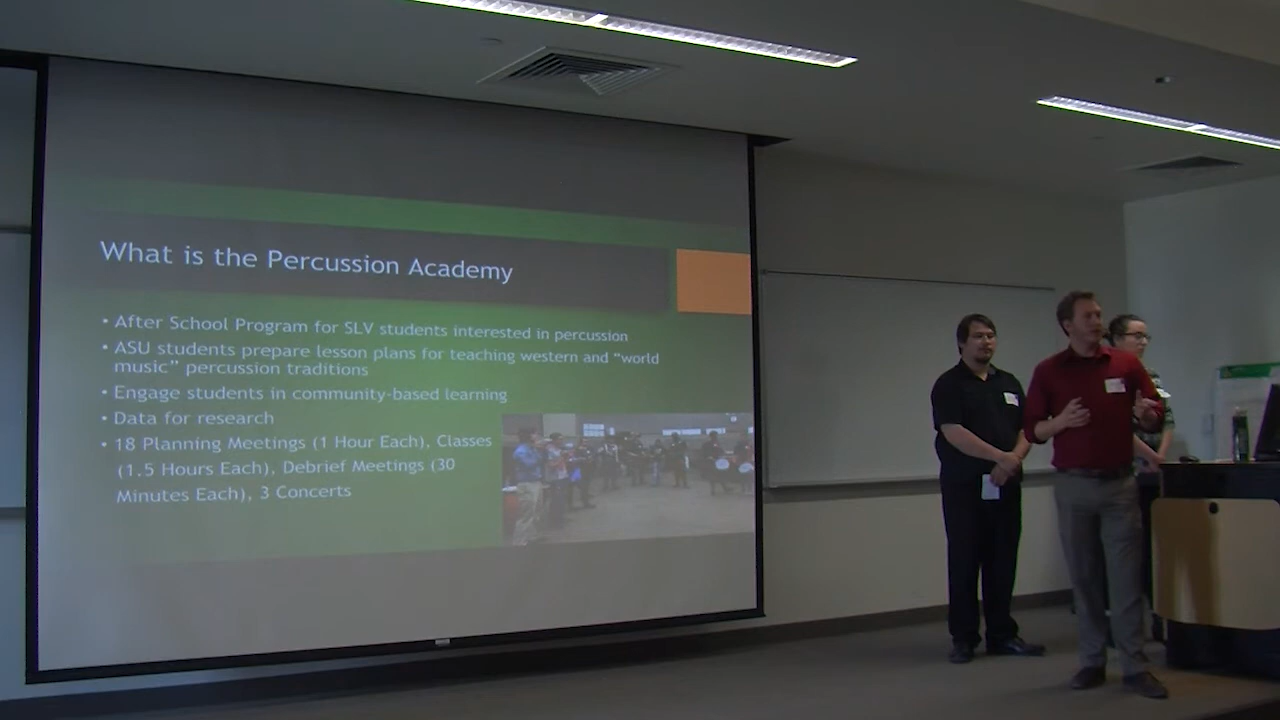 What is the Percussion Academy
• After School Program for SLV students interested in percussion
• ASU students prepare lesson plans for teaching western and “world
music” percussion traditions
• Engage students in community-based learning
• Data for research
• 18 Planning Meetings (1 Hour Each), Classes
(1.5 Hours Each), Debrief Meetings (30
Minutes Each), 3 Concerts